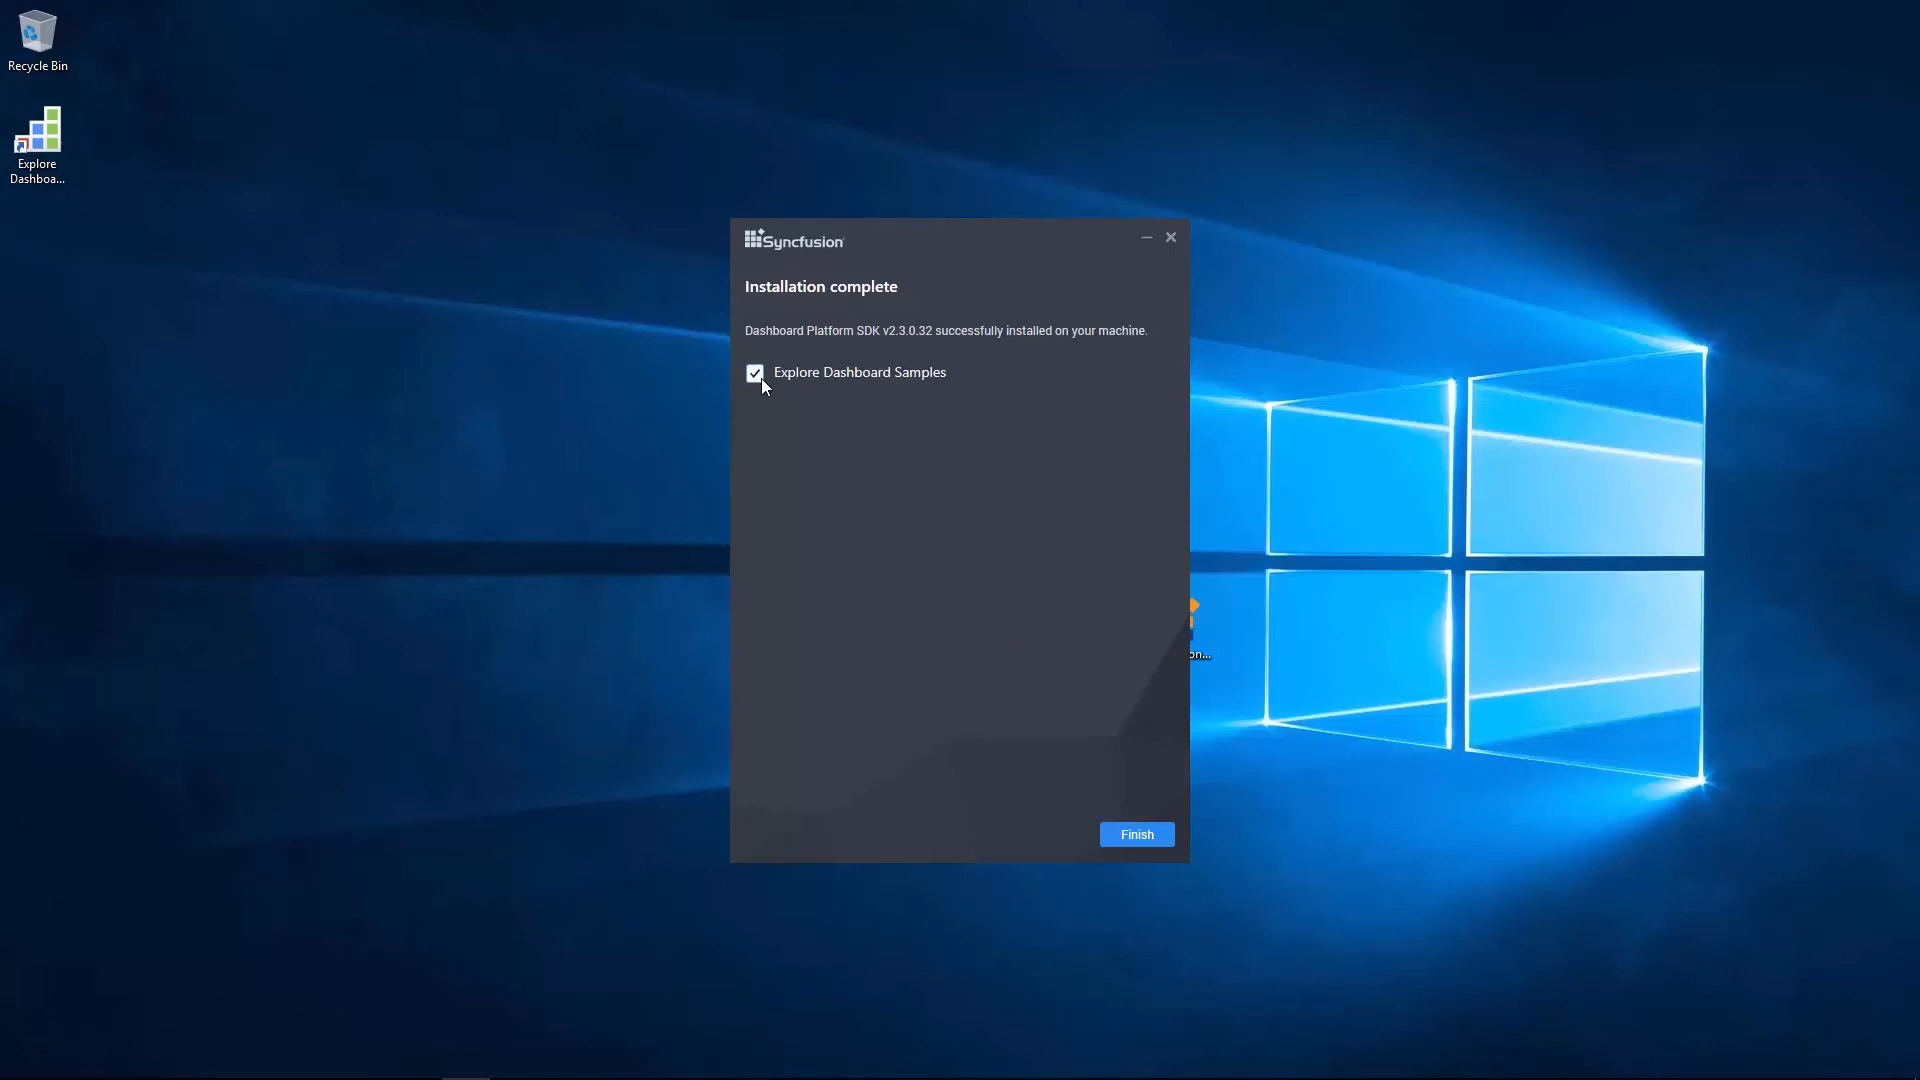 Recycle Bin
Explore
Dashboa...
Syncfusion
Installation complete
Dashboard Platform SDK v2.3.0.32 successfully installed on your machine.
Explore Dashboard Samples
on...
Finish